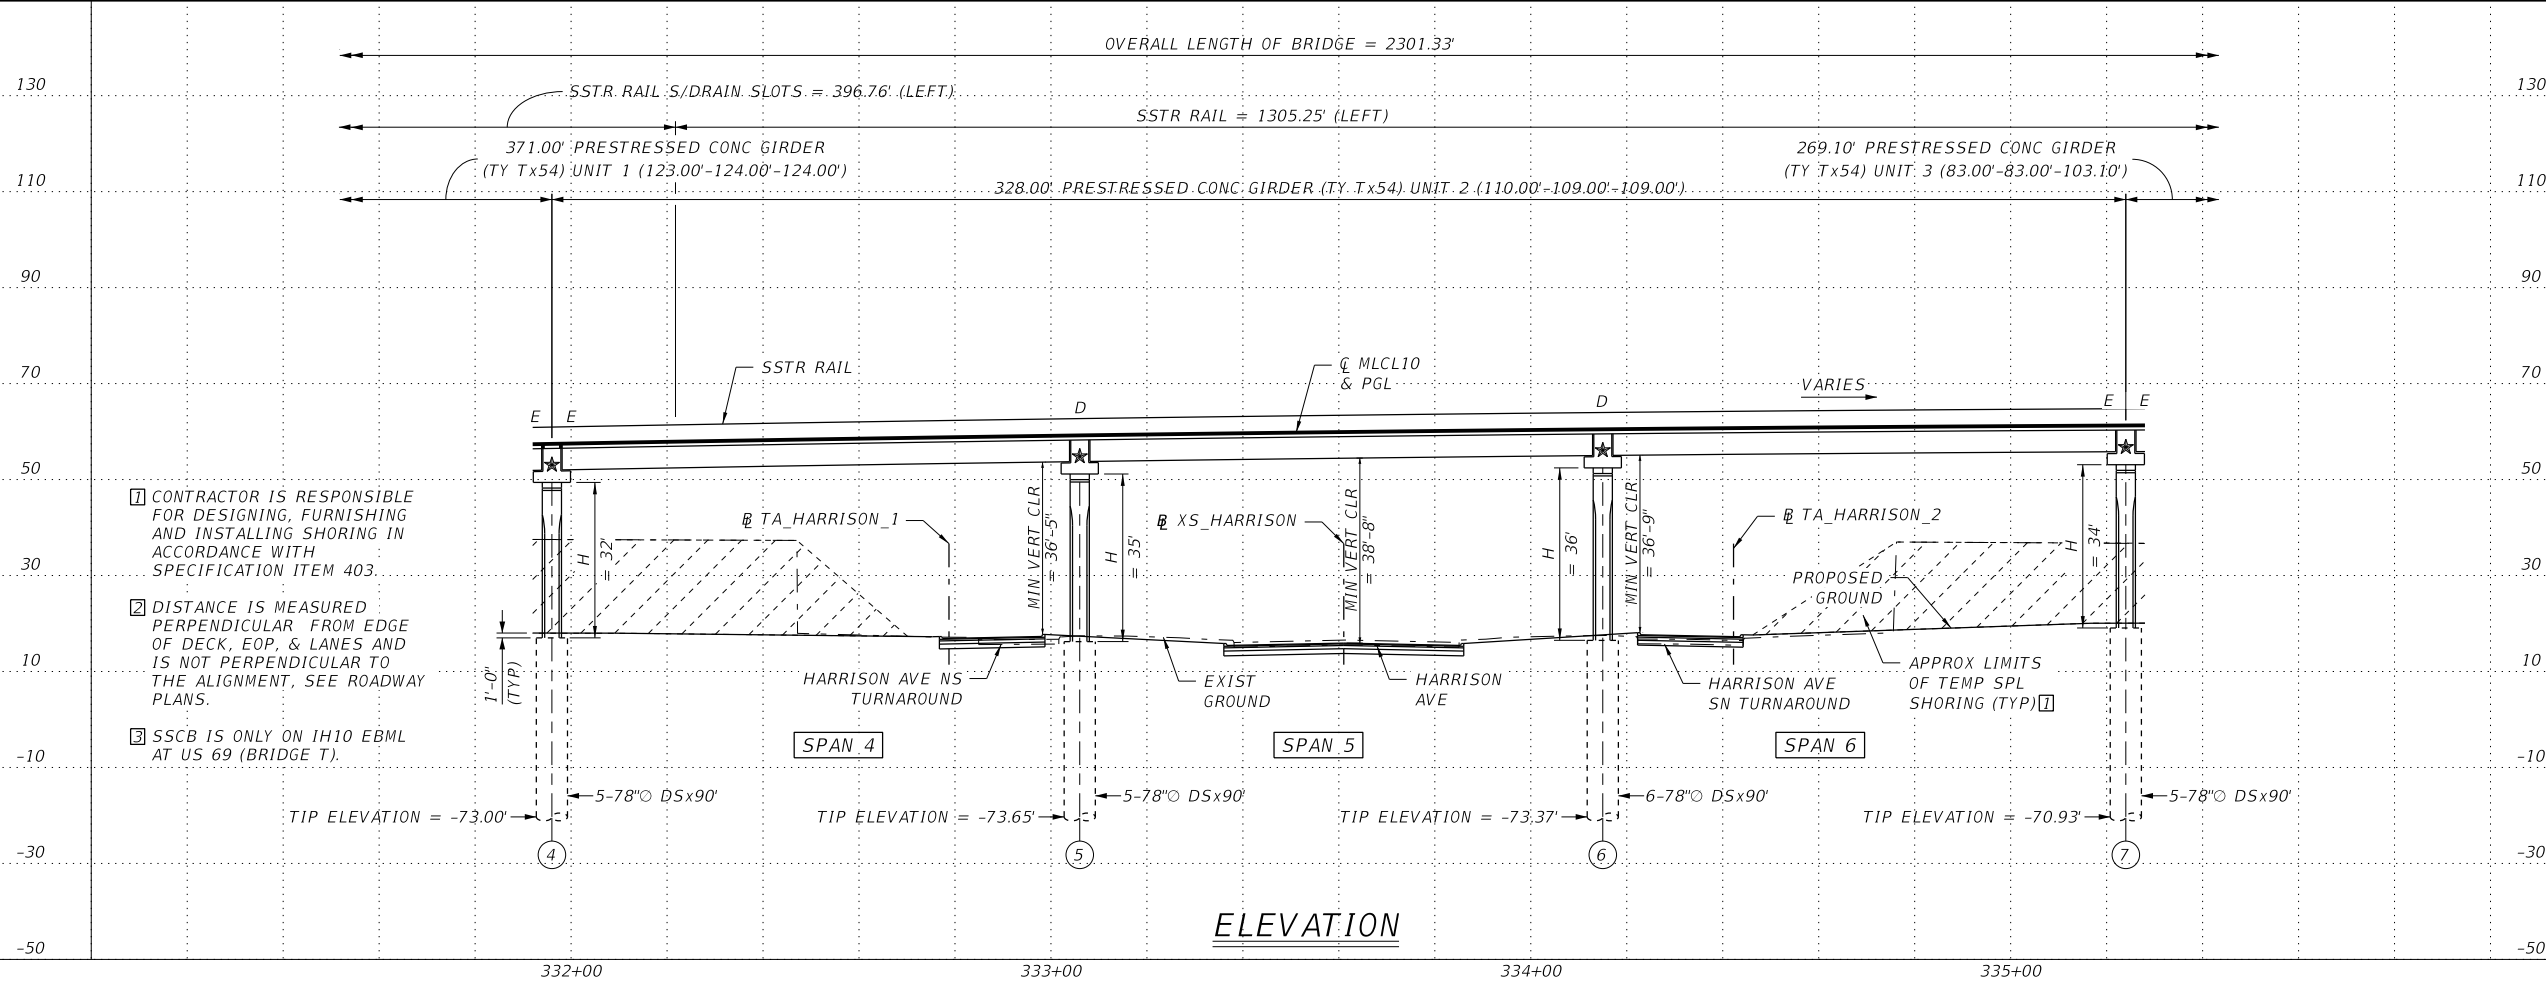 OVERALL LENGTH OF BRIDGE = 2301.33'
130
SSTR RAIL S/DRAIN SLOTS = 396.76' (LEFT)
130
SSTR RAIL = 1305.25' (LEFT)
371.00' PRESTRESSED CONC GIRDER
(TY Tx54) UNIT 1 (123.00'-124.00'-124.00')
269.10' PRESTRESSED CONC GIRDER
(TY Tx54) UNIT 3 (83.00'-83.00'-103.10')
110
328.00' PRESTRESSED CONC GIRDER (TY Tx54) UNIT 2 (110.00'-109.00'-109.00')
110
90
90
70
SSTR RAIL
℄ MLCL10
& PGL
VARIES
70
E
E
D
D
E
E
50
50
1 CONTRACTOR IS RESPONSIBLE
FOR DESIGNING, FURNISHING
AND INSTALLING SHORING IN
ACCORDANCE WITH
SPECIFICATION ITEM 403.
2 DISTANCE IS MEASURED
PERPENDICULAR FROM EDGE
OF DECK, EOP, & LANES AND
IS NOT PERPENDICULAR TO
THE ALIGNMENT, SEE ROADWAY
PLANS.
3 SSCB IS ONLY ON IH10 EBML
AT US 69 (BRIDGE T).
H
= 32'
BL TA_HARRISON_1
MIN VERT CLR
= 36'-5"
H
= 35'
BL XS_HARRISON
MIN VERT CLR
= 38'-8"
H
= 36'
MIN VERT CLR
= 36'-9"
BL TA_HARRISON_2
H
= 34'
30
PROPOSED
GROUND
30
1'-0"
(TYP)
10
HARRISON AVE NS
TURNAROUND
EXIST
GROUND
HARRISON
AVE
HARRISON AVE
SN TURNAROUND
APPROX LIMITS
OF TEMP SPL
SHORING (TYP) 1
10
SPAN 4
SPAN 5
SPAN 6
-10
-10
5-78"∅ DSx90'
5-78"∅ DSx90'
6-78"∅ DSx90'
5-78"∅ DSx90'
TIP ELEVATION = -73.00'
TIP ELEVATION = -73.65'
TIP ELEVATION = -73.37'
TIP ELEVATION = -70.93'
-30
4
5
6
7
-30
ELEVATION
-50
-50
332+00
333+00
334+00
335+00